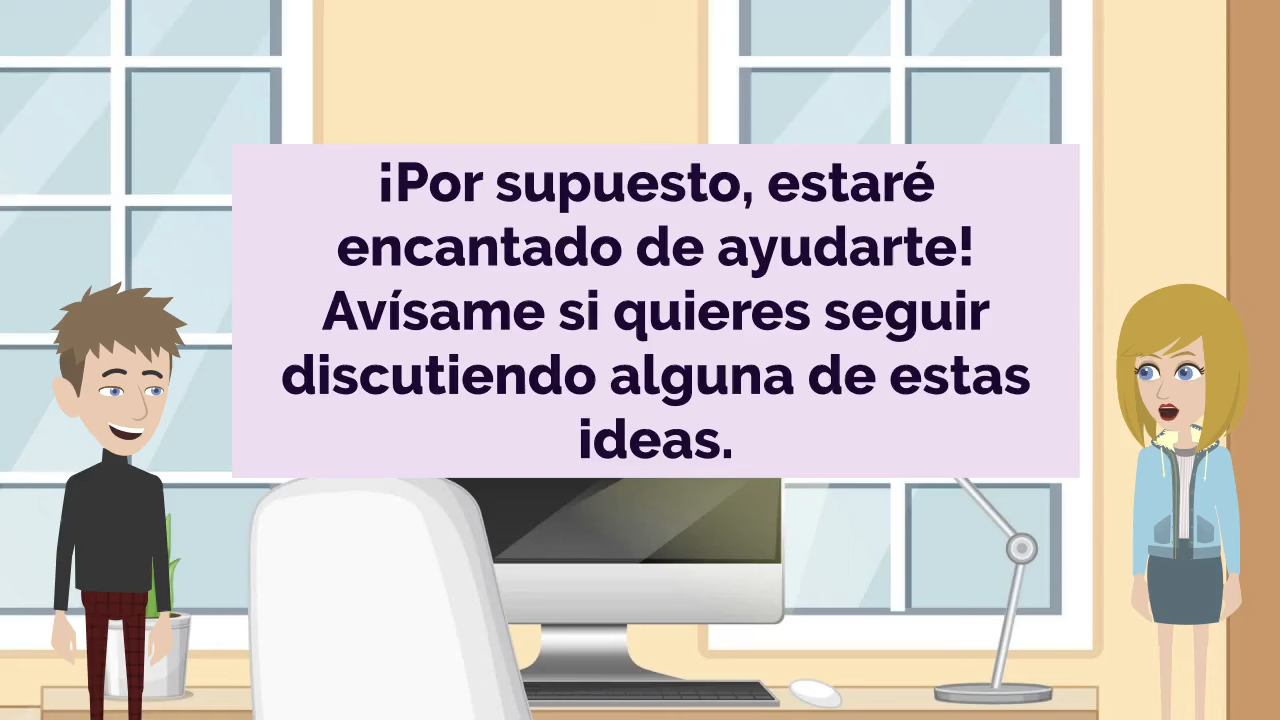 ¡Por supuesto, estaré
encantado de ayudarte!
Avísame si quieres seguir
discutiendo alguna de estas
ideas.